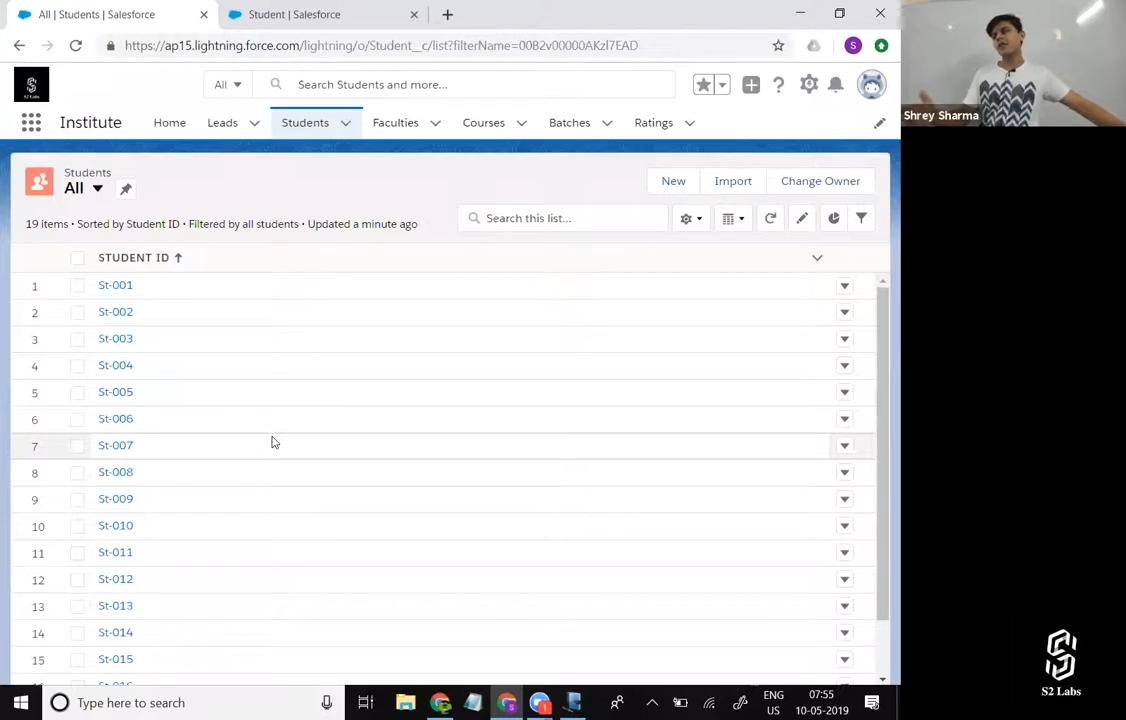 All | Students | Salesforce
Student | Salesforce
https://ap15.lightning.force.com/lightning/o/Student__c/list?filterName=00B2v00000AKzl7EAD
S
S2 LABS
All
Search Students and more...
Shrey Sharma
Institute
Home
Leads
Students
Faculties
Courses
Batches
Ratings
Students
All
New
Import
Change Owner
19 items • Sorted by Student ID • Filtered by all students • Updated a minute ago
Search this list...
STUDENT ID
1 St-001
2 St-002
3 St-003
4 St-004
5 St-005
6 St-006
7 St-007
8 St-008
9 St-009
10 St-010
11 St-011
12 St-012
13 St-013
14 St-014
15 St-015
S2 Labs
Type here to search
ENG
US
07:55
10-05-2019